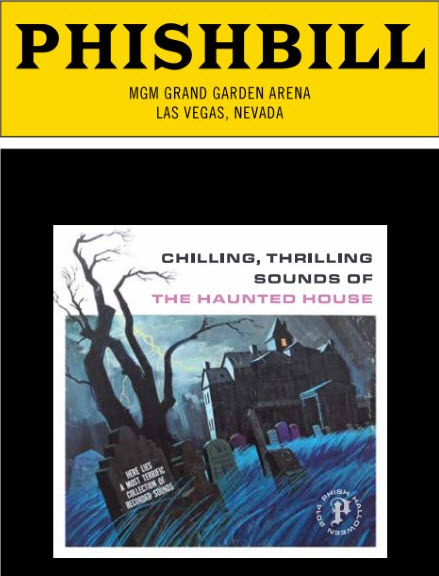 PHISHBILL
MGM GRAND GARDEN ARENA
LAS VEGAS, NEVADA
CHILLING, THRILLING
SOUNDS OF
THE HAUNTED HOUSE
HERE LIES
A MOST TERRIFIC
COLLECTION OF
RECORDED SOUNDS
2014 PHISH HALLOWEEN
P